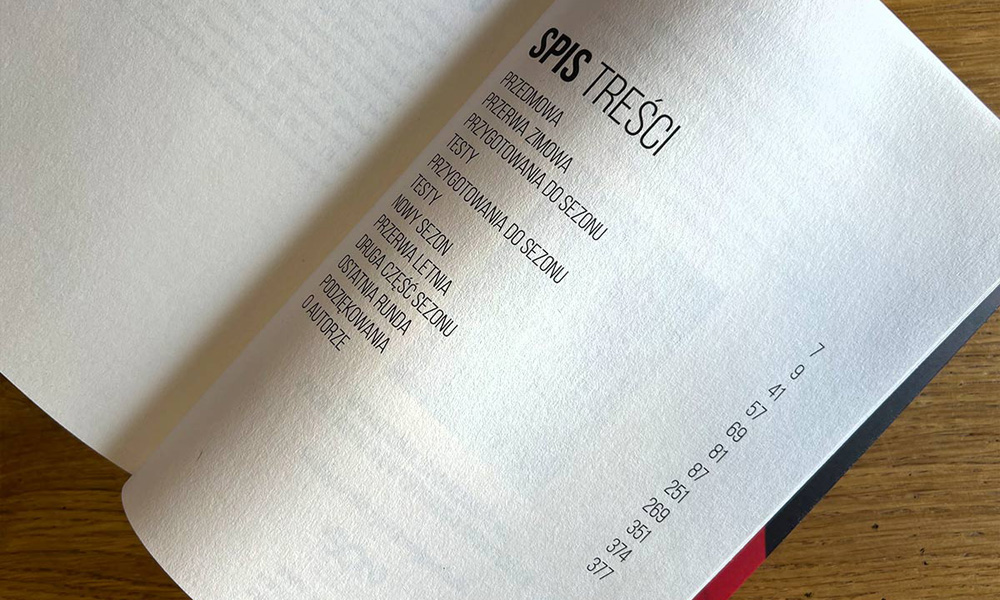 SPIS TREŚCI
PRZEDMOWA 7
PRZERWA ZIMOWA 9
PRZYGOTOWANIA DO SEZONU 41
TESTY 57
PRZYGOTOWANIA DO SEZONU 69
TESTY 81
NOWY SEZON 87
PRZERWA LETNIA 251
DRUGA CZĘŚĆ SEZONU 269
OSTATNIA RUNDA 351
PODZIĘKOWANIA 374
O AUTORZE 377